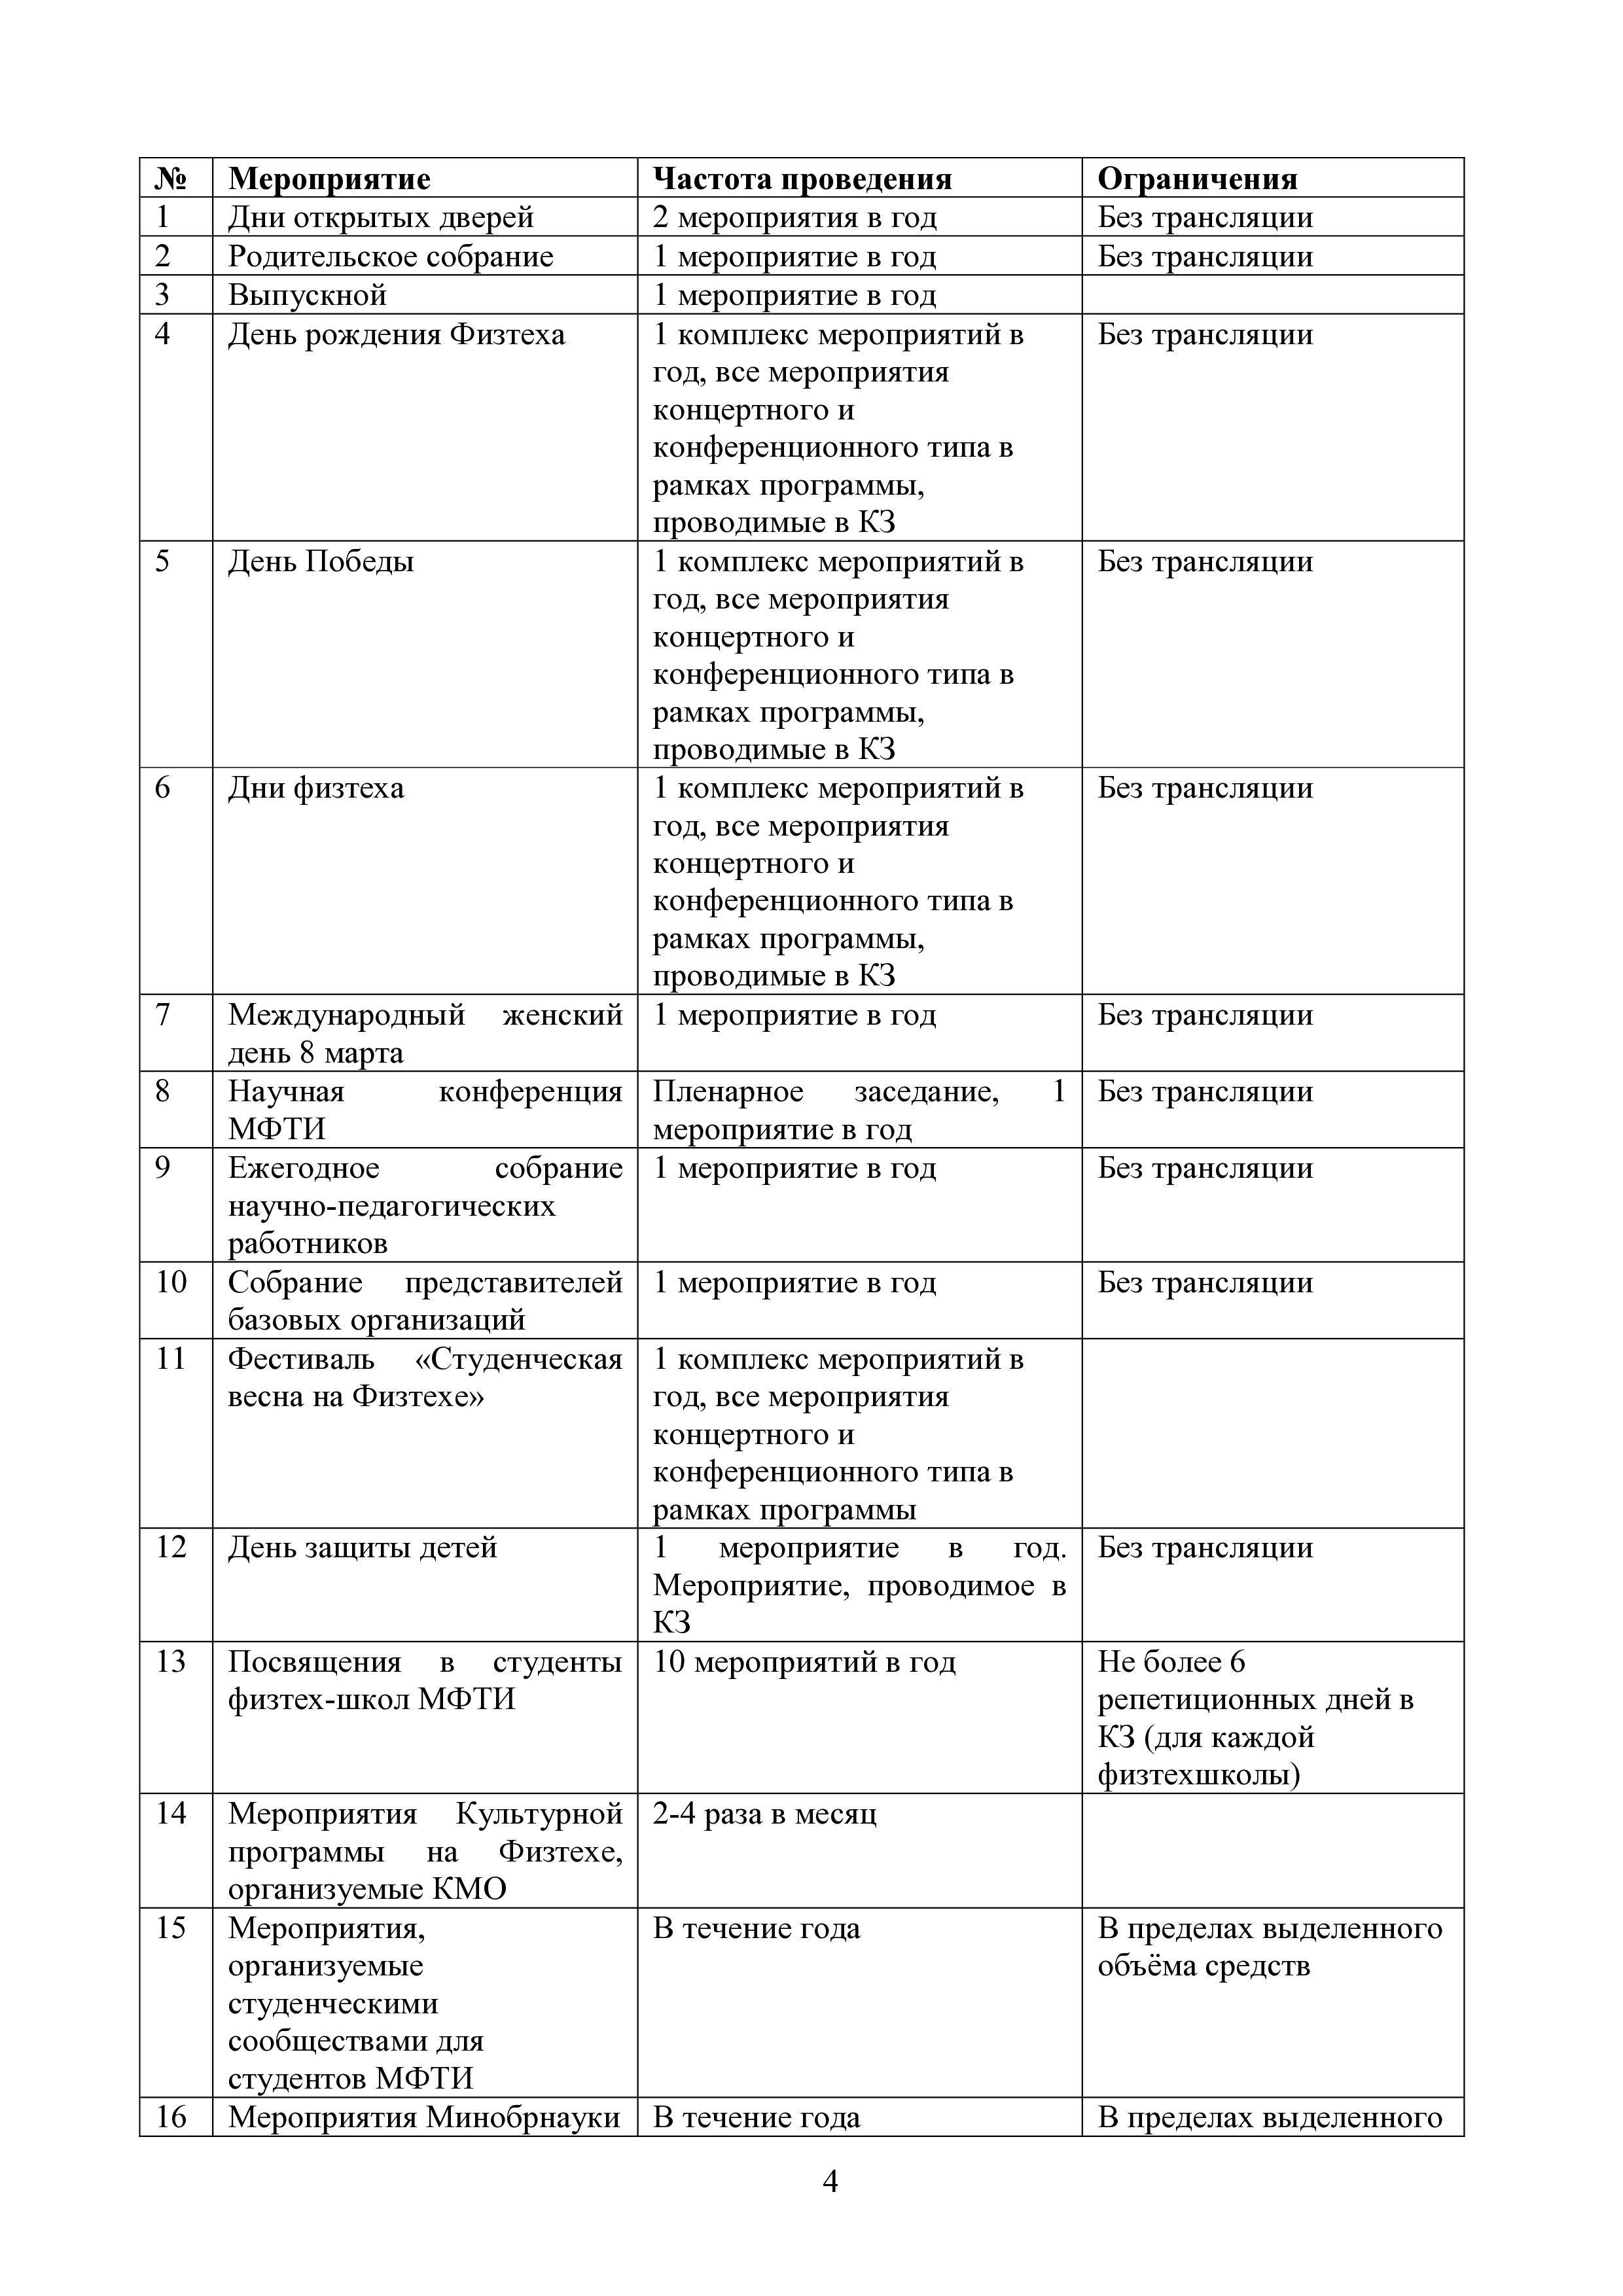 № Мероприятие Частота проведения Ограничения
1 Дни открытых дверей 2 мероприятия в год Без трансляции
2 Родительское собрание 1 мероприятие в год Без трансляции
3 Выпускной 1 мероприятие в год
4 День рождения Физтеха 1 комплекс мероприятий в Без трансляции
год, все мероприятия
концертного и
конференционного типа в
рамках программы,
проводимые в КЗ
5 День Победы 1 комплекс мероприятий в Без трансляции
год, все мероприятия
концертного и
конференционного типа в
рамках программы,
проводимые в КЗ
6 Дни физтеха 1 комплекс мероприятий в Без трансляции
год, все мероприятия
концертного и
конференционного типа в
рамках программы,
проводимые в КЗ
7 Международный женский 1 мероприятие в год Без трансляции
день 8 марта
8 Научная конференция Пленарное заседание, 1 Без трансляции
МФТИ мероприятие в год
9 Ежегодное собрание 1 мероприятие в год Без трансляции
научно-педагогических
работников
10 Собрание представителей 1 мероприятие в год Без трансляции
базовых организаций
11 Фестиваль «Студенческая 1 комплекс мероприятий в
весна на Физтехе» год, все мероприятия
концертного и
конференционного типа в
рамках программы
12 День защиты детей 1 мероприятие в год. Без трансляции
Мероприятие, проводимое в
КЗ
13 Посвящения в студенты 10 мероприятий в год Не более 6
физтех-школ МФТИ репетиционных дней в
КЗ (для каждой
физтехшколы)
14 Мероприятия Культурной 2-4 раза в месяц
программы на Физтехе,
организуемые КМО
15 Мероприятия, В течение года В пределах выделенного
организуемые объёма средств
студенческими
сообществами для
студентов МФТИ
16 Мероприятия Минобрнауки В течение года В пределах выделенного
4